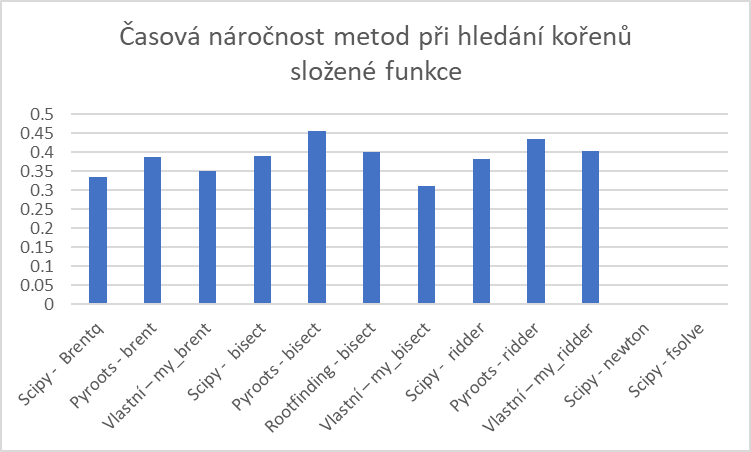 Časová náročnost metod při hledání kořenů
složené funkce
0.5
0.45
0.4
0.35
0.3
0.25
0.2
0.15
0.1
0.05
0
Scipy -  Brentq
Pyroots - brent
Vlastní – my_brent
Scipy -  bisect
Pyroots - bisect
Rootfinding - bisect
Vlastní – my_bisect
Scipy -  ridder
Pyroots - ridder
Vlastní – my_ridder
Scipy - newton
Scipy - fsolve